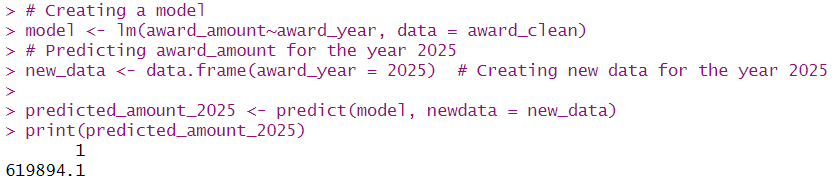 > # Creating a model
> model <- lm(award_amount~award_year, data = award_clean)
> # Predicting award_amount for the year 2025
> new_data <- data.frame(award_year = 2025)  # Creating new data for the year 2025
>
> predicted_amount_2025 <- predict(model, newdata = new_data)
> print(predicted_amount_2025)
       1
619894.1